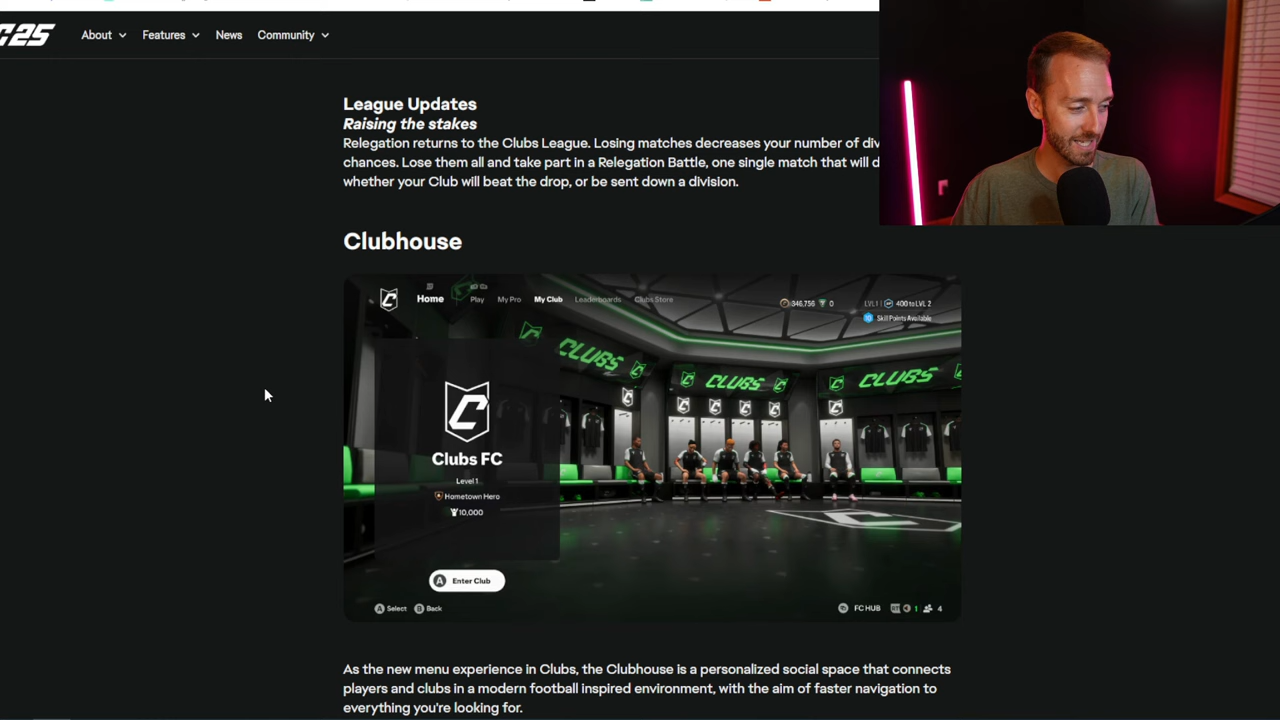 C25
About
Features
News
Community
League Updates
Raising the stakes
Relegation returns to the Clubs League. Losing matches decreases your number of
chances. Lose them all and take part in a Relegation Battle, one single match that will
whether your Club will beat the drop, or be sent down a division.
Clubhouse
Home
Play
My Pro
My Club
Leaderboards
Clubs Store
346,756
0
LVL 1
400 to LVL 2
10
Skill Points Available
CLUBS
CLUBS
CLUBS
C
Clubs FC
Level 1
Hometown Hero
10,000
A Enter Club
A Select
B Back
FC HUB
1
4
As the new menu experience in Clubs, the Clubhouse is a personalized social space that connects
players and clubs in a modern football inspired environment, with the aim of faster navigation to
everything you're looking for.